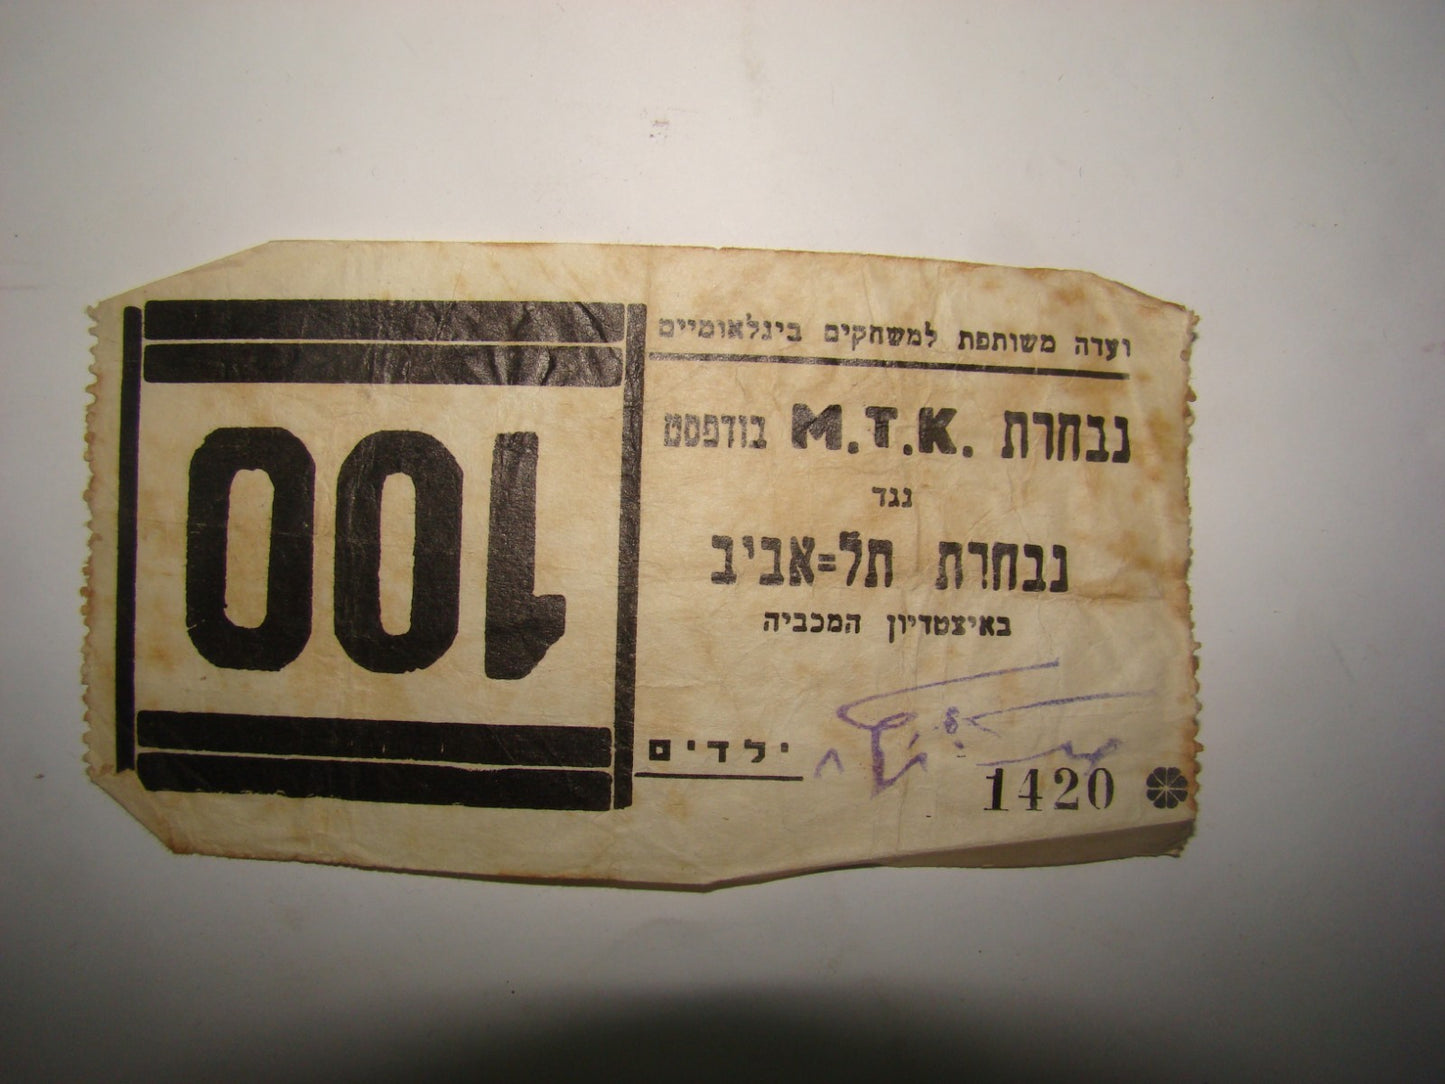 ועדה משותפת למשחקים בינלאומיים
נבחרת M.T.K. בודפסט
נגד
נבחרת תל=אביב
באיצטדיון המכביה
ילדים
1420
100